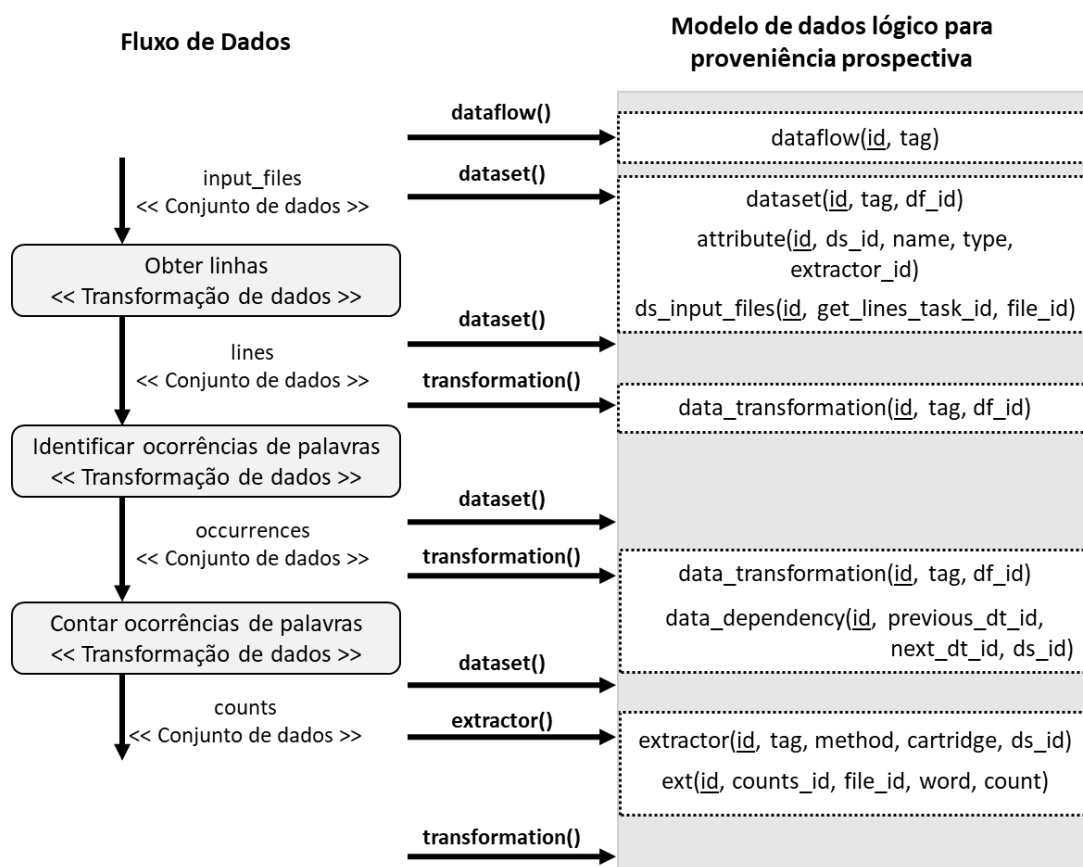 Fluxo de Dados
Modelo de dados lógico para
proveniência prospectiva
dataflow()
dataflow(id, tag)
input_files
<< Conjunto de dados >>
dataset()
dataset(id, tag, df_id)
attribute(id, ds_id, name, type,
extractor_id)
ds_input_files(id, get_lines_task_id, file_id)
Obter linhas
<< Transformação de dados >>
dataset()
lines
<< Conjunto de dados >>
transformation()
data_transformation(id, tag, df_id)
Identificar ocorrências de palavras
<< Transformação de dados >>
dataset()
occurrences
<< Conjunto de dados >>
transformation()
data_transformation(id, tag, df_id)
data_dependency(id, previous_dt_id,
next_dt_id, ds_id)
Contar ocorrências de palavras
<< Transformação de dados >>
dataset()
counts
<< Conjunto de dados >>
extractor()
extractor(id, tag, method, cartridge, ds_id)
ext(id, counts_id, file_id, word, count)
transformation()